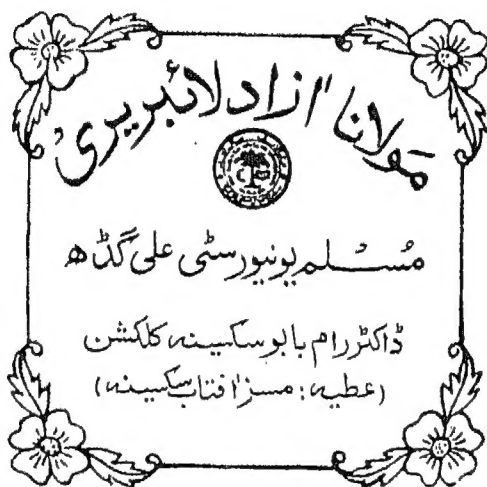 مولانا آزاد لائبریری
مسلم یونیورسٹی علی گڈھ
ڈاکٹر رام بابو سکسینہ کلکشن
(عطیہ: مسز آفتاب سکسینہ)